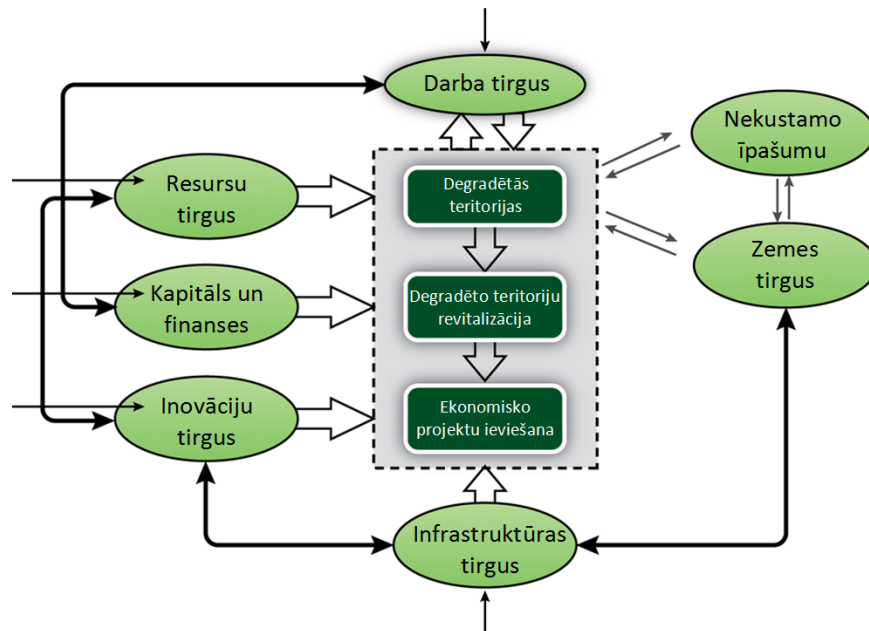 Darba tirgus
Nekustamo
īpašumu
Resursu
tirgus
Degradētās
teritorijas
Zemes
tirgus
Kapitāls un
finanses
Degradēto teritoriju
revitalizācija
Inovāciju
tirgus
Ekonomisko
projektu ieviešana
Infrastruktūras
tirgus